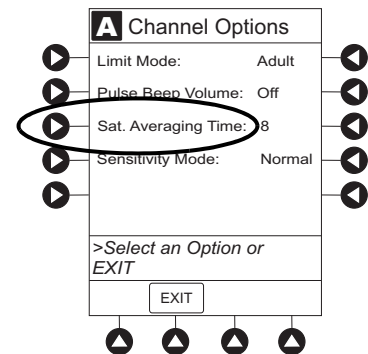 A Channel Options
Limit Mode: Adult
Pulse Beep Volume: Off
Sat. Averaging Time: 8
Sensitivity Mode: Normal
>Select an Option or
EXIT
EXIT